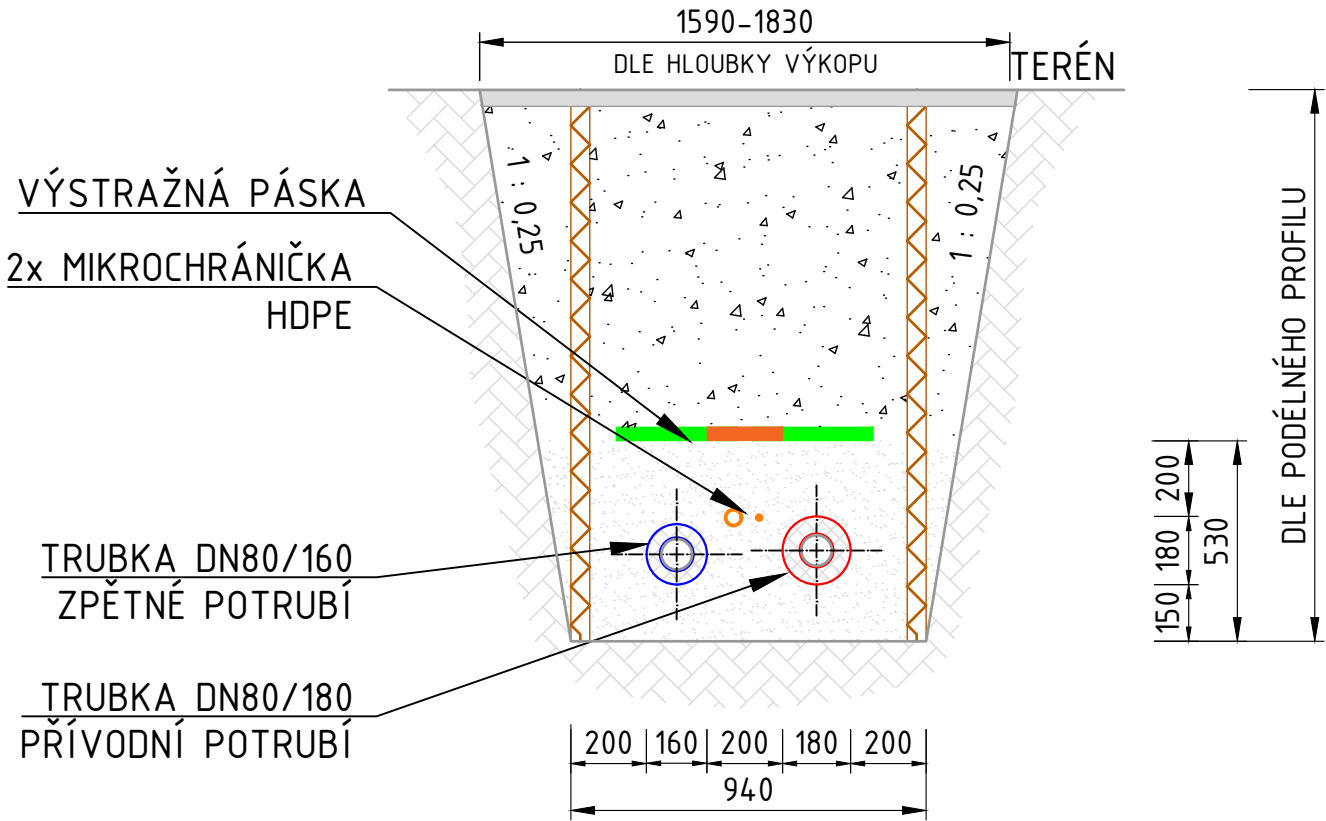 1590-1830
DLE HLOUBKY VÝKOPU
TERÉN
VÝSTRAŽNÁ PÁSKA
1 : 0,25
1 : 0,25
2x MIKROCHRÁNIČKA
HDPE
DLE PODÉLNÉHO PROFILU
200
180
150
530
TRUBKA DN80/160
ZPĚTNÉ POTRUBÍ
TRUBKA DN80/180
PŘÍVODNÍ POTRUBÍ
200 160 200 180 200
940